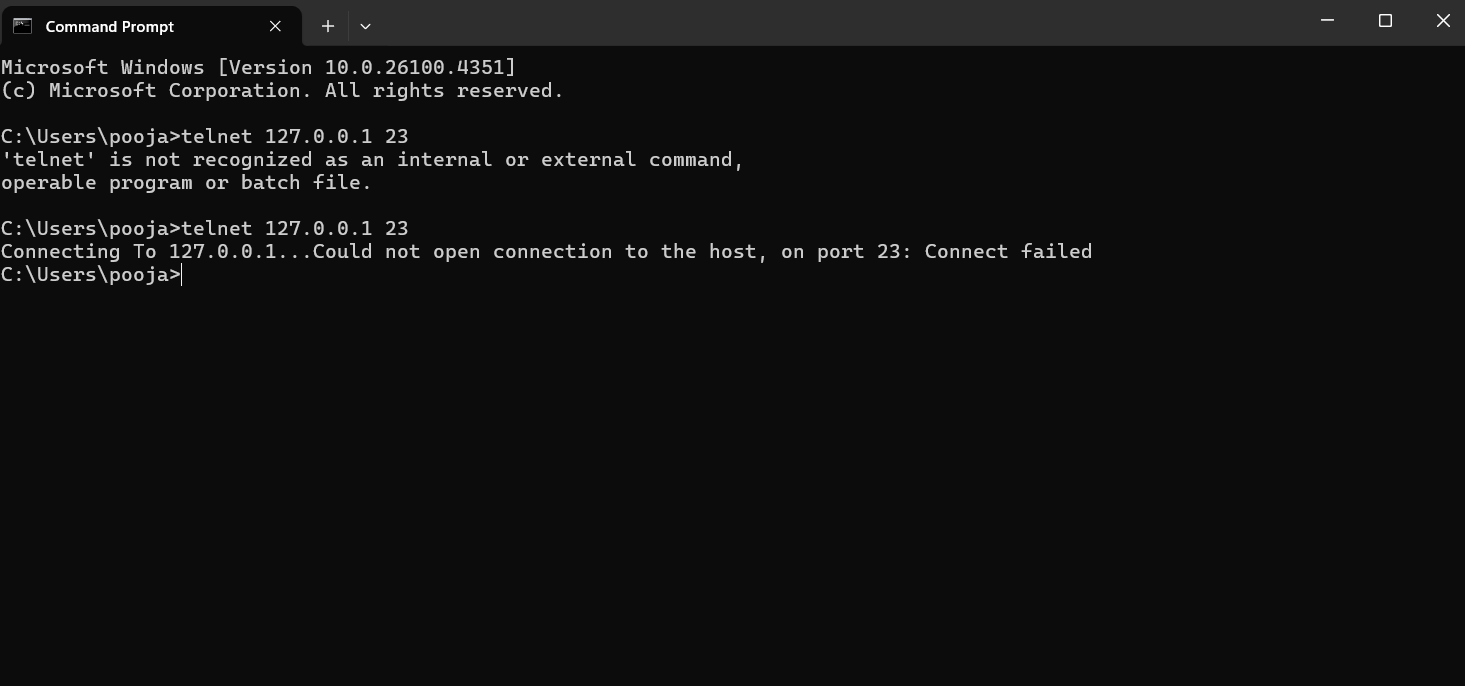 Command Prompt
Microsoft Windows [Version 10.0.26100.4351]
(c) Microsoft Corporation. All rights reserved.
C:\Users\pooja>telnet 127.0.0.1 23
'telnet' is not recognized as an internal or external command,
operable program or batch file.
C:\Users\pooja>telnet 127.0.0.1 23
Connecting To 127.0.0.1...Could not open connection to the host, on port 23: Connect failed
C:\Users\pooja>